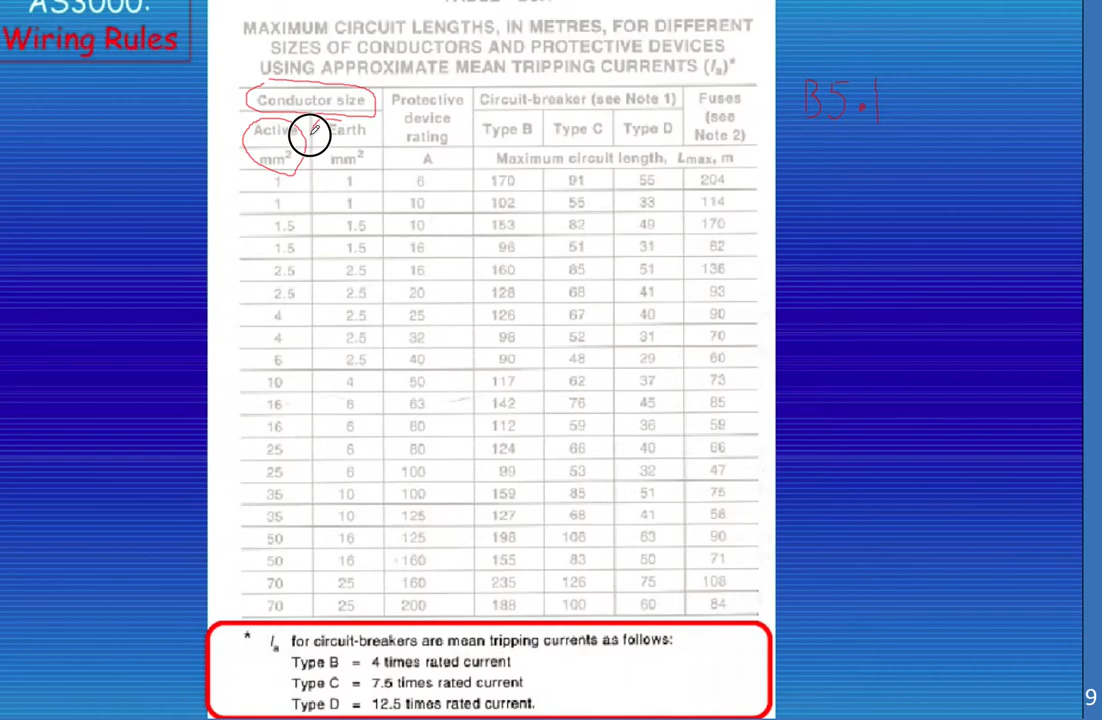 AS3000:
Wiring Rules
MAXIMUM CIRCUIT LENGTHS, IN METRES, FOR DIFFERENT
SIZES OF CONDUCTORS AND PROTECTIVE DEVICES
USING APPROXIMATE MEAN TRIPPING CURRENTS (Iₐ)*
B5.1
Conductor size Protective device rating Circuit-breaker (see Note 1) Fuses (see Note 2)
Active Earth Type B Type C Type D
mm² mm² A Maximum circuit length, Lmax, m
1 1 6 170 91 55 204
1 1 10 102 55 33 114
1.5 1.5 10 153 82 49 170
1.5 1.5 16 96 51 31 82
2.5 2.5 16 160 85 51 136
2.5 2.5 20 128 68 41 93
4 2.5 25 126 67 40 90
4 2.5 32 98 52 31 70
6 2.5 40 90 48 29 60
10 4 50 117 62 37 73
16 6 63 142 76 45 85
16 6 80 112 59 36 59
25 6 80 124 66 40 66
25 6 100 99 53 32 47
35 10 100 159 85 51 75
35 10 125 127 68 41 58
50 16 125 198 106 63 90
50 16 160 155 83 50 71
70 25 160 235 126 75 108
70 25 200 188 100 60 84
* Iₐ for circuit-breakers are mean tripping currents as follows:
Type B = 4 times rated current
Type C = 7.5 times rated current
Type D = 12.5 times rated current.
9